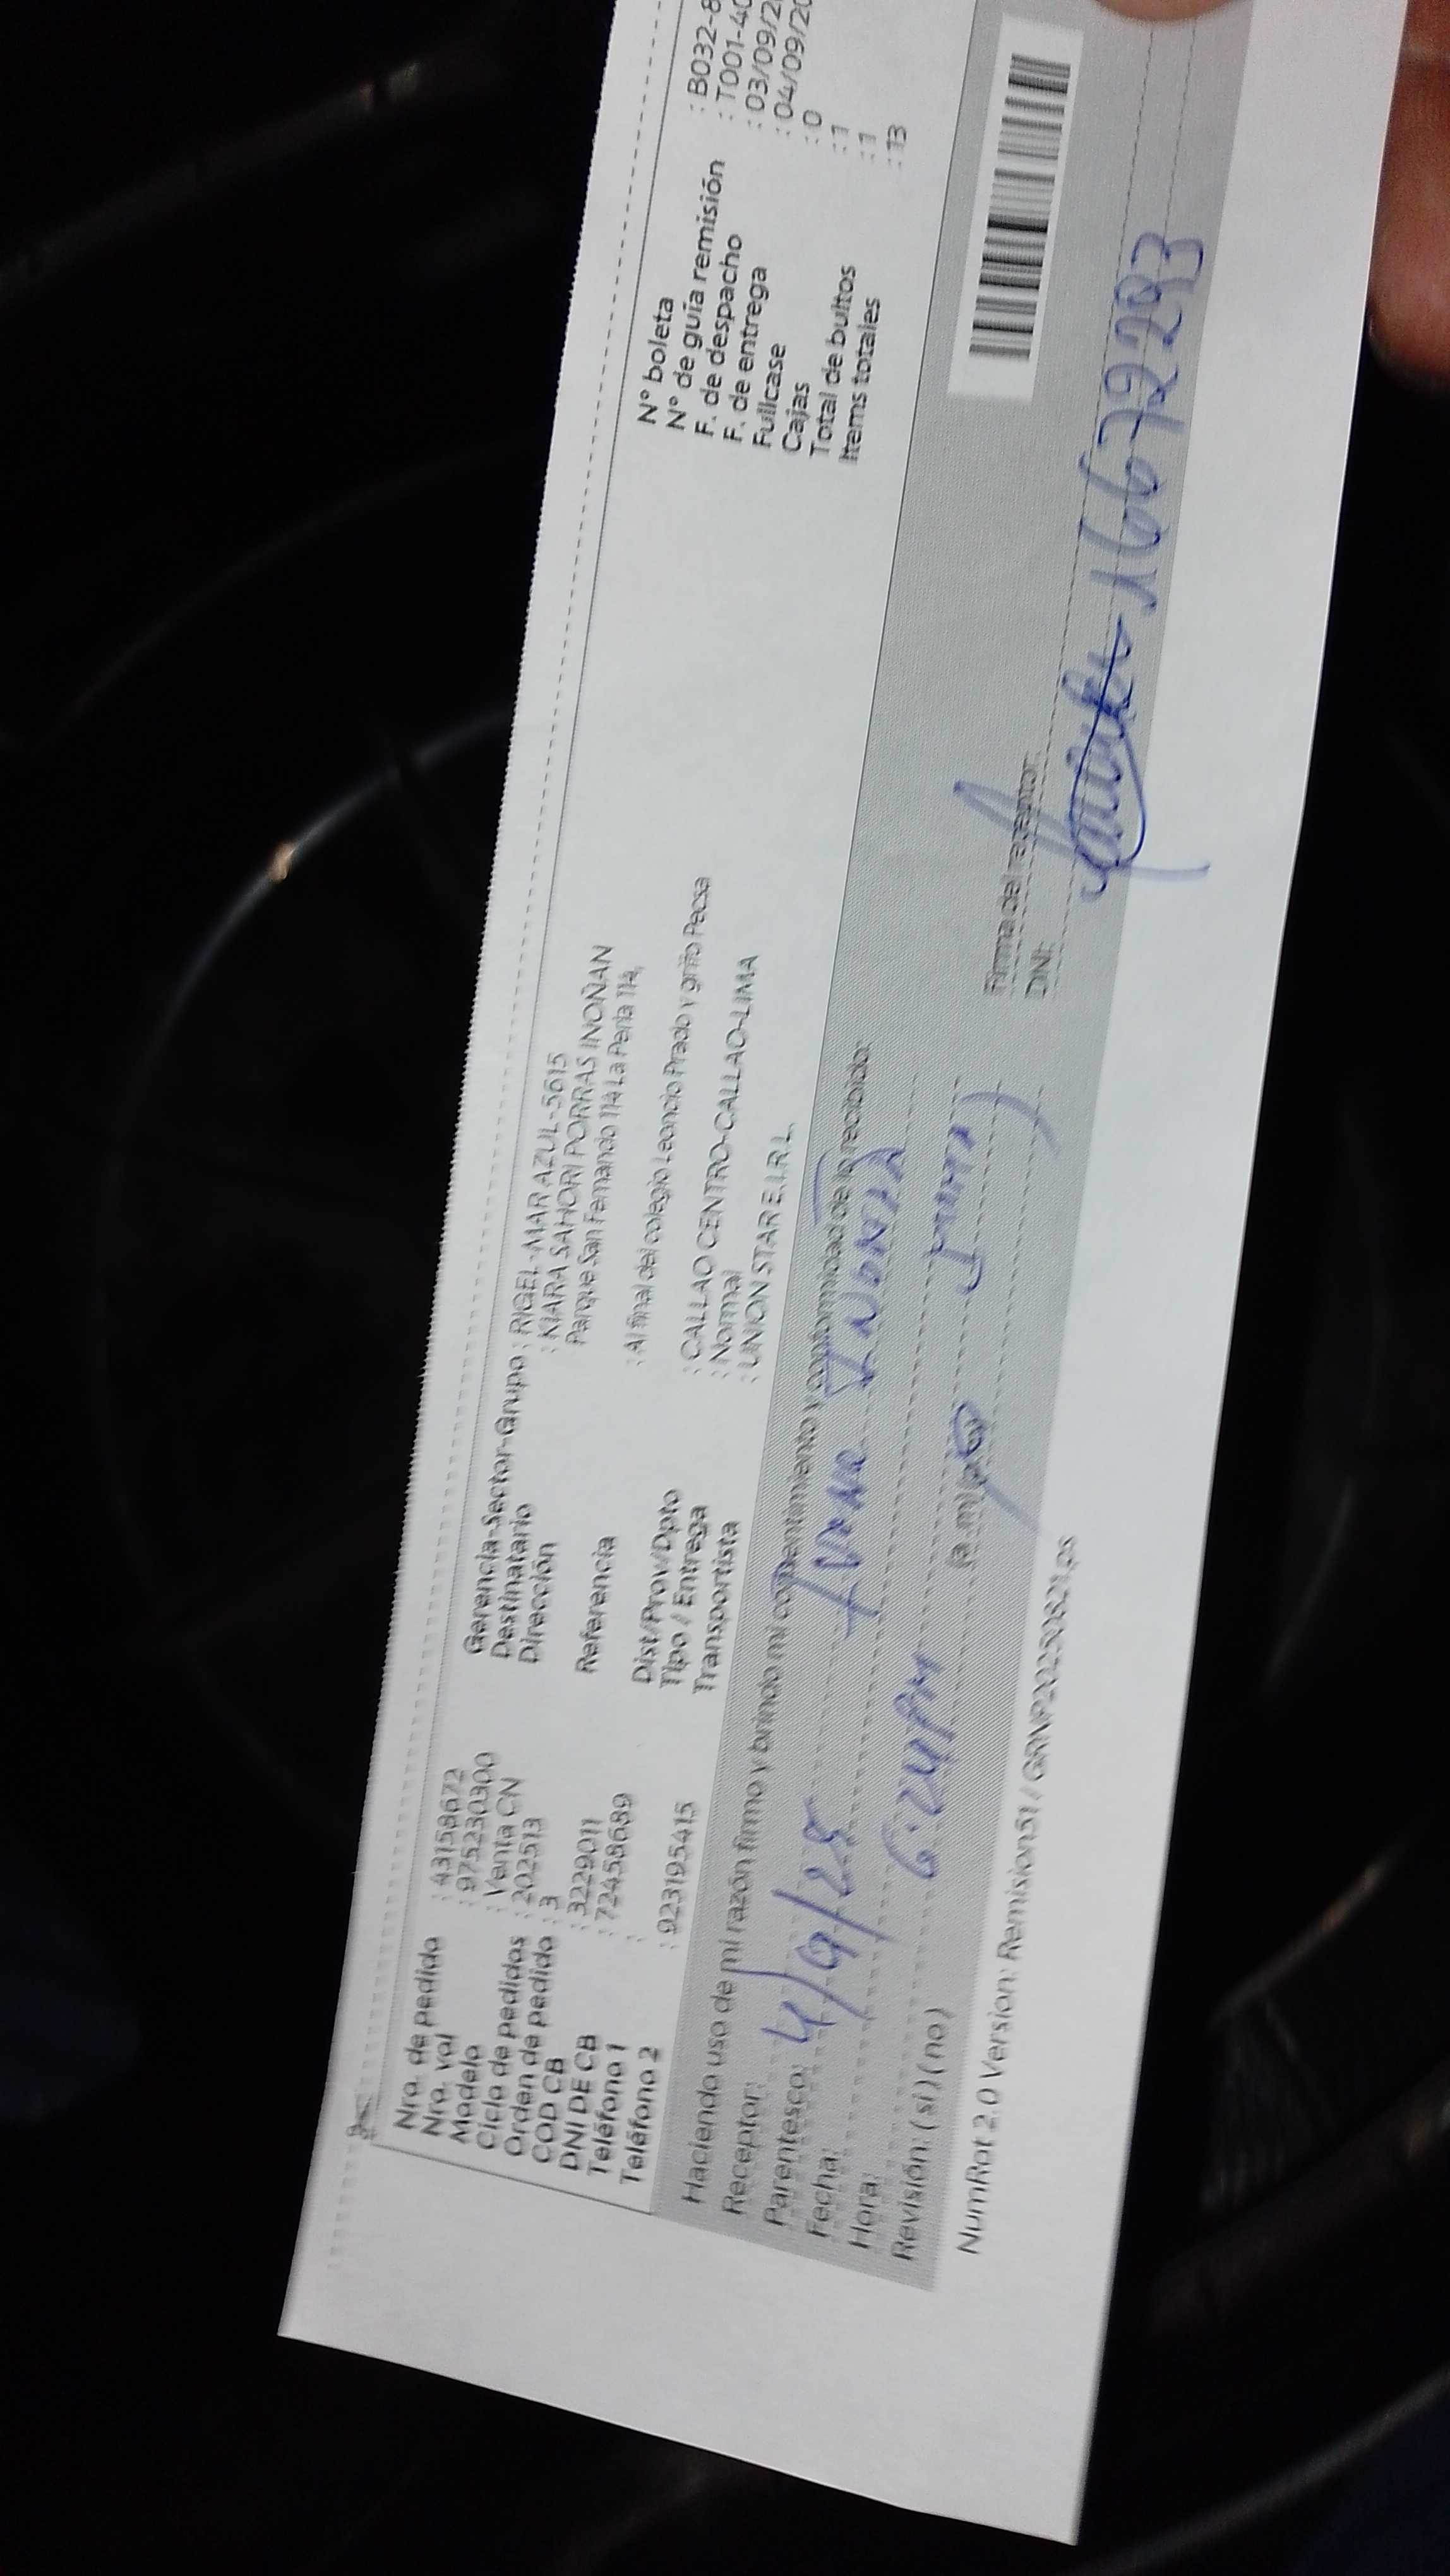 Nro. de pedido : 43158672
Nro. val : 975230300
Modelo : Venta CN
Ciclo de pedidos : 202513
Orden de pedido : 3
COD CB : 3229011
DNI DE CB : 72458689
Teléfono 1 :
Teléfono 2 : 923195415
Gerencia-Sector-Grupo : RIGEL-MAR AZUL-5615
Destinatario : KIARA SAHORI PORRAS INOÑAN
Dirección Parque San Fernando 114 La Perla 114,
Referencia : Al final del colegio Leoncio Prado y grifo Pecsa
Dist/Prov/Dpto : CALLAO CENTRO-CALLAO-LIMA
Tipo / Entrega : Normal
Transportista : UNION STAR E.I.R.L.
N° boleta : B032-8
N° de guía remisión : T001-40
F. de despacho : 03/09/20
F. de entrega : 04/09/20
Fullcase : 0
Cajas : 1
Total de bultos : 1
Items totales : 13
Haciendo uso de mi razón firmo y brindo mi consentimiento y conformidad de lo recibido:
Receptor:
Parentesco:
Fecha: 4/9/25
Hora: 6:24PM
Revisión: (si) (no)
Firma del receptor:
DNI:
NumRot 2.0 Version: Remision51 /